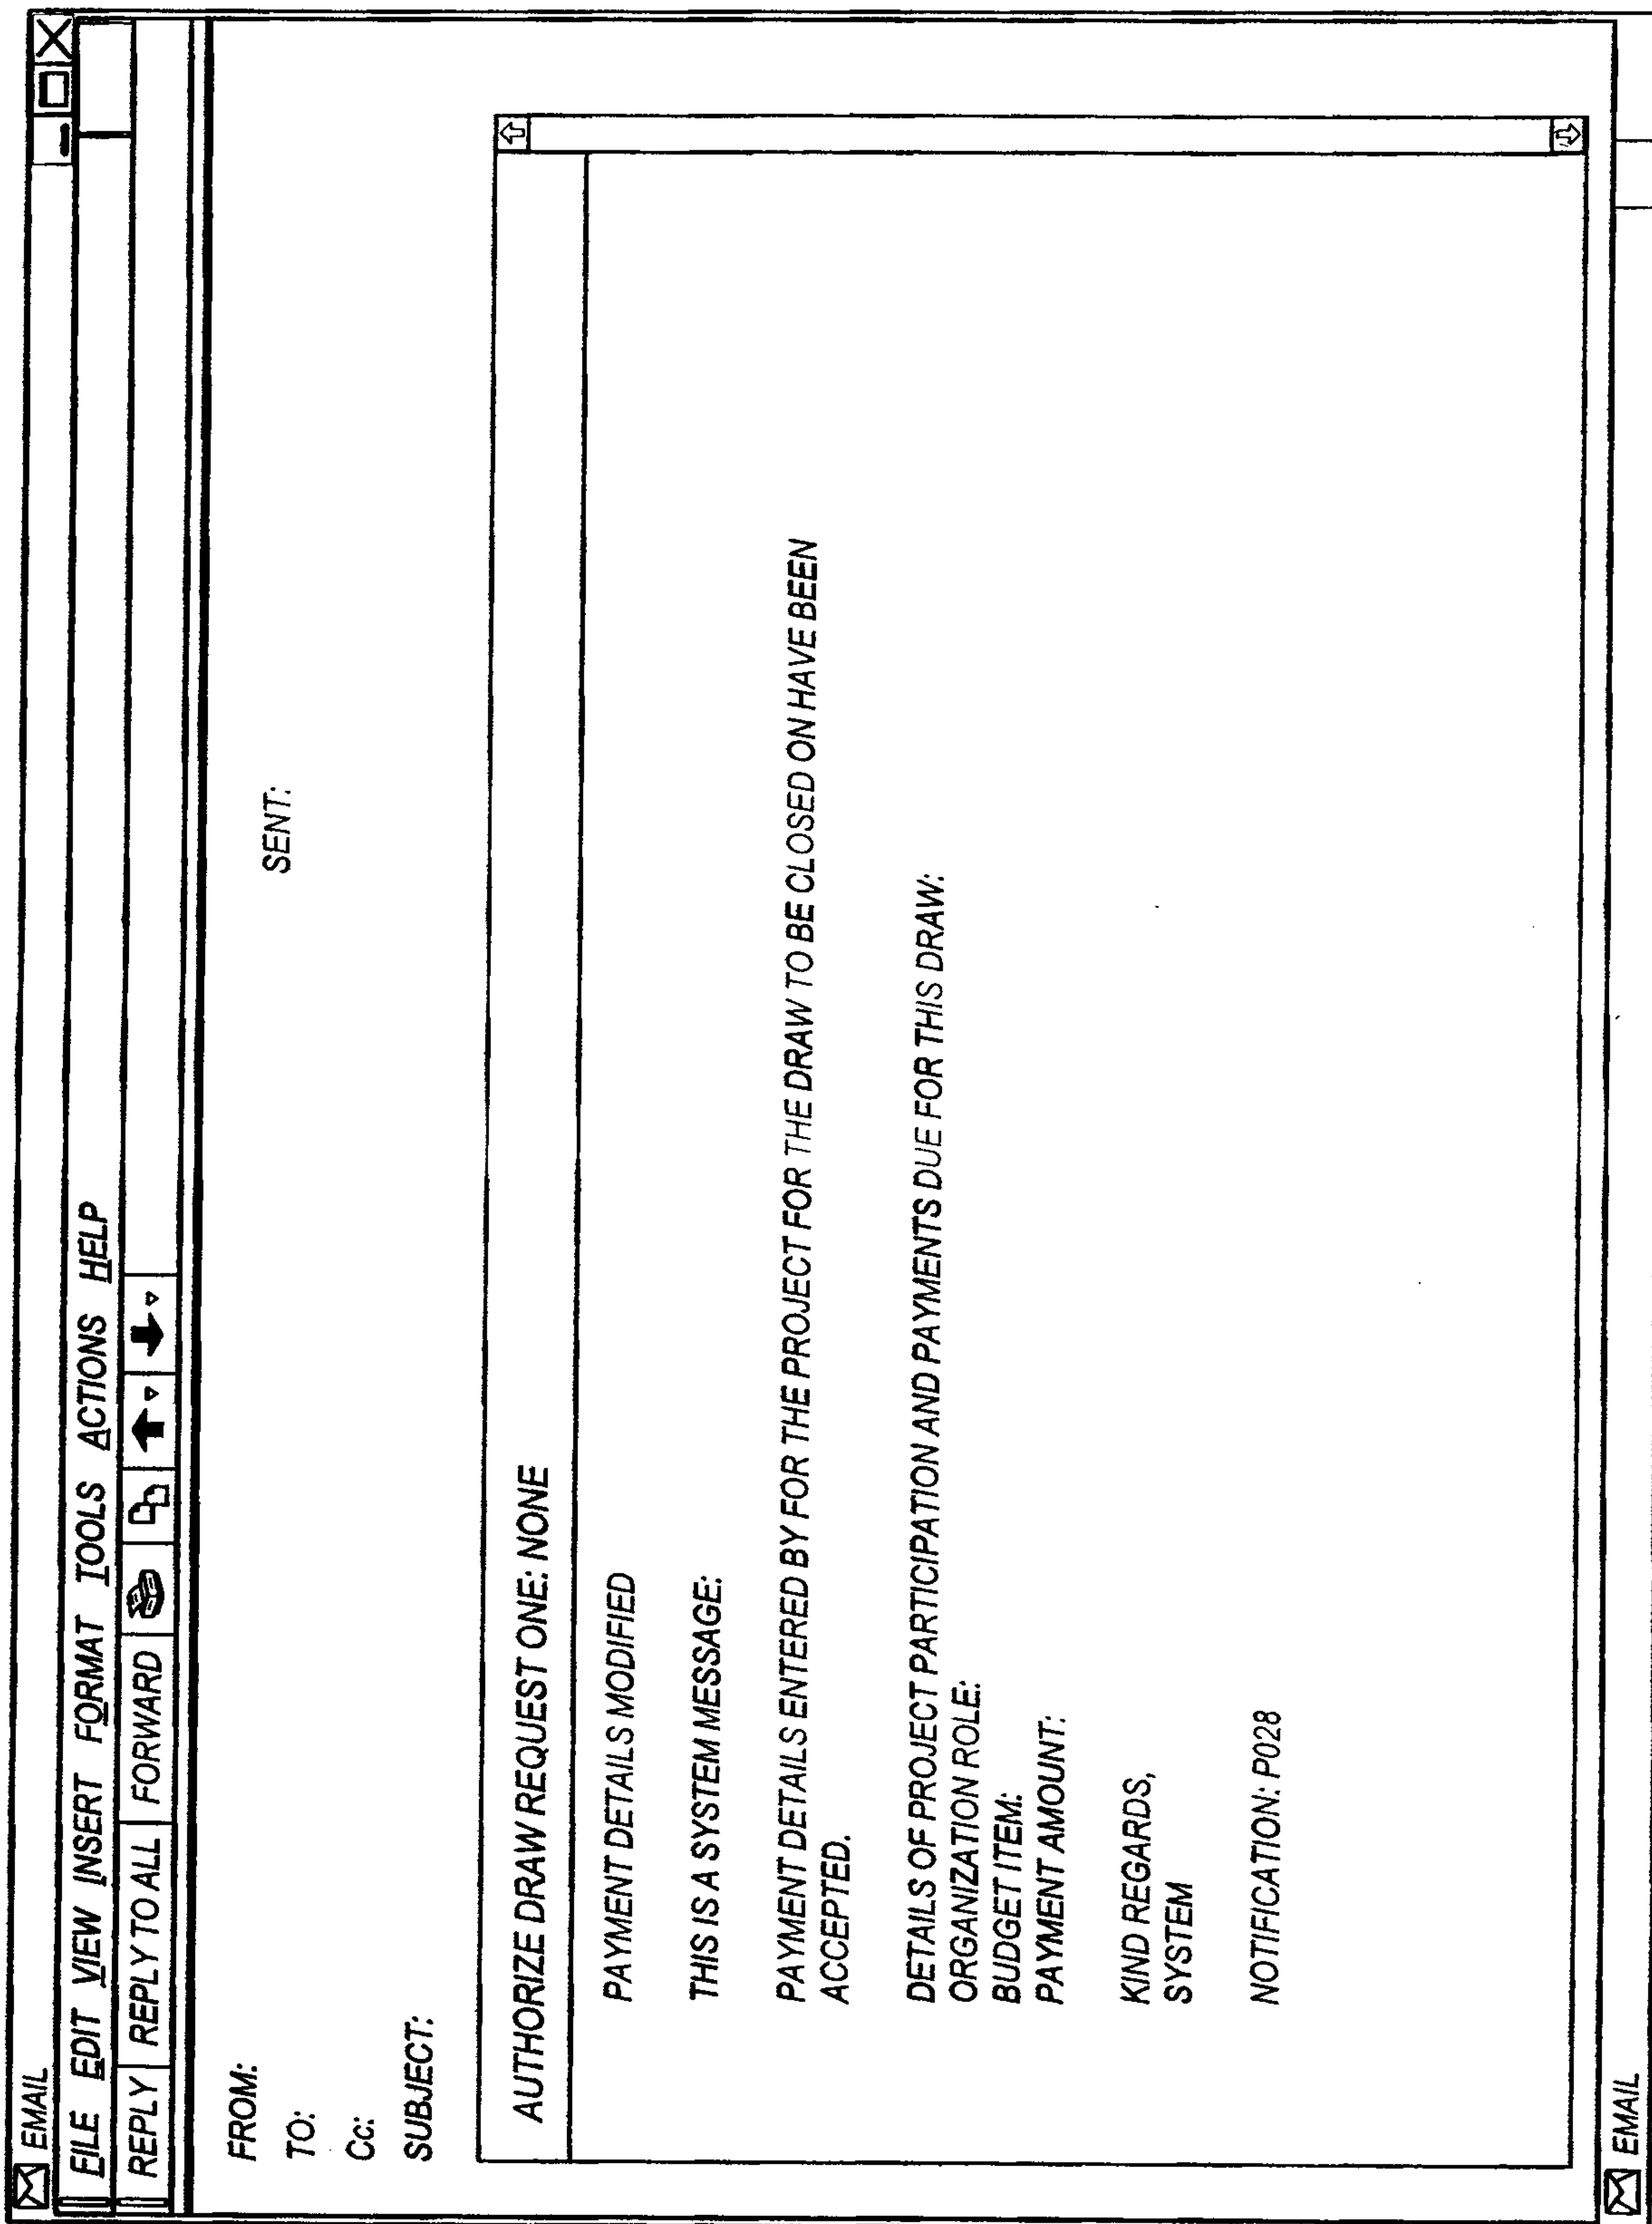 EMAIL
FILE EDIT VIEW INSERT FORMAT TOOLS ACTIONS HELP
REPLY REPLY TO ALL FORWARD
FROM:
SENT:
TO:
Cc:
SUBJECT:
AUTHORIZE DRAW REQUEST ONE: NONE
PAYMENT DETAILS MODIFIED
THIS IS A SYSTEM MESSAGE:
PAYMENT DETAILS ENTERED BY FOR THE PROJECT FOR THE DRAW TO BE CLOSED ON HAVE BEEN
ACCEPTED.
DETAILS OF PROJECT PARTICIPATION AND PAYMENTS DUE FOR THIS DRAW:
ORGANIZATION ROLE:
BUDGET ITEM:
PAYMENT AMOUNT:
KIND REGARDS,
SYSTEM
NOTIFICATION: P028
EMAIL